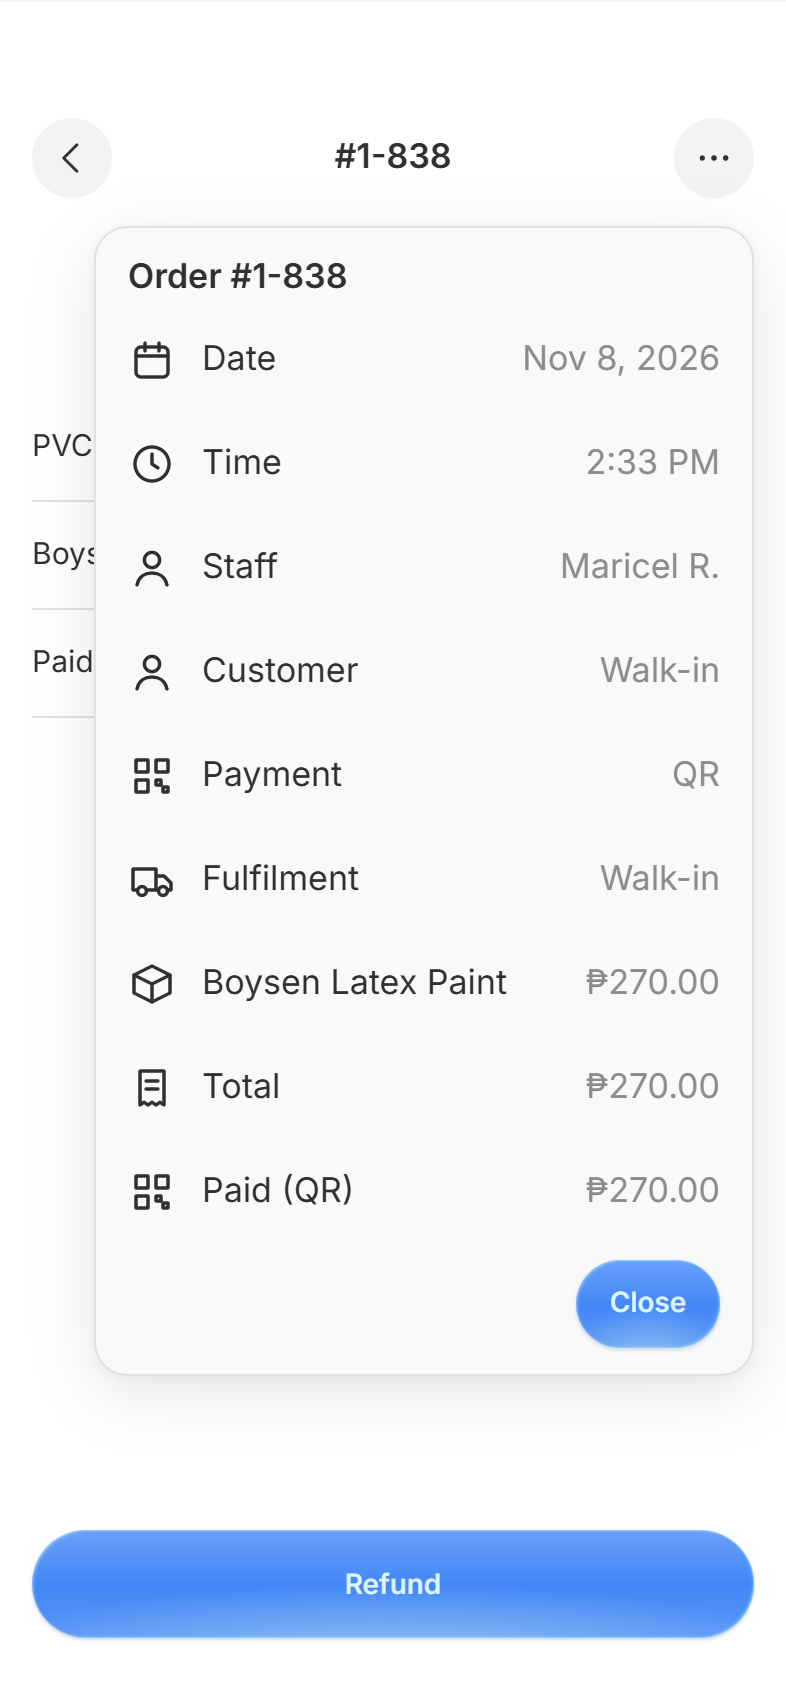 #1-838
Order #1-838
Date Nov 8, 2026
Time 2:33 PM
Staff Maricel R.
Customer Walk-in
Payment QR
Fulfilment Walk-in
Boysen Latex Paint ₱270.00
Total ₱270.00
Paid (QR) ₱270.00
Close
PVC
Boys
Paid
Refund